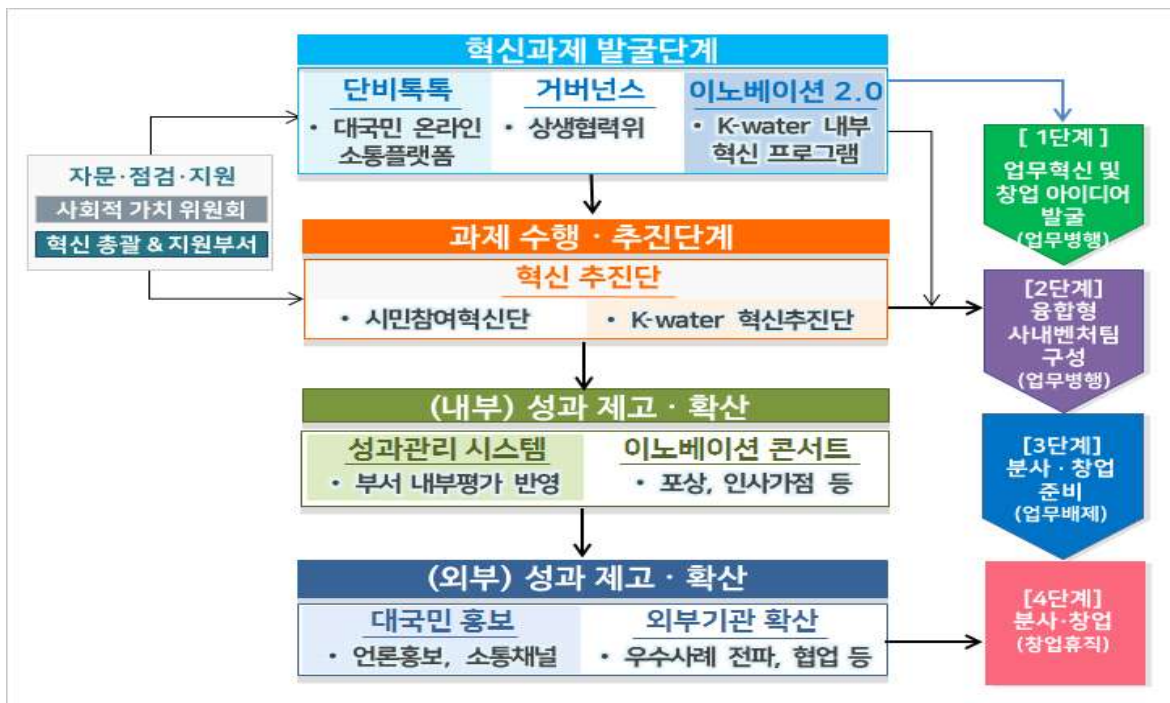 혁신과제 발굴단계
단비톡톡
• 대국민 온라인
소통플랫폼
거버넌스
• 상생협력위
이노베이션 2.0
• K-water 내부
혁신 프로그램
자문·점검·지원
사회적 가치 위원회
혁신 총괄 & 지원부서
과제 수행 · 추진단계
혁신 추진단
• 시민참여혁신단
• K-water 혁신추진단
(내부) 성과 제고 · 확산
성과관리 시스템
• 부서 내부평가 반영
이노베이션 콘서트
• 포상, 인사가점 등
(외부) 성과 제고 · 확산
대국민 홍보
• 언론홍보, 소통채널
외부기관 확산
• 우수사례 전파, 협업 등
[ 1단계 ]
업무혁신 및
창업 아이디어
발굴
(업무병행)
[2단계]
융합형
사내벤처팀
구성
(업무병행)
[3단계]
분사 · 창업
준비
(업무배제)
[4단계]
분사·창업
(창업휴직)